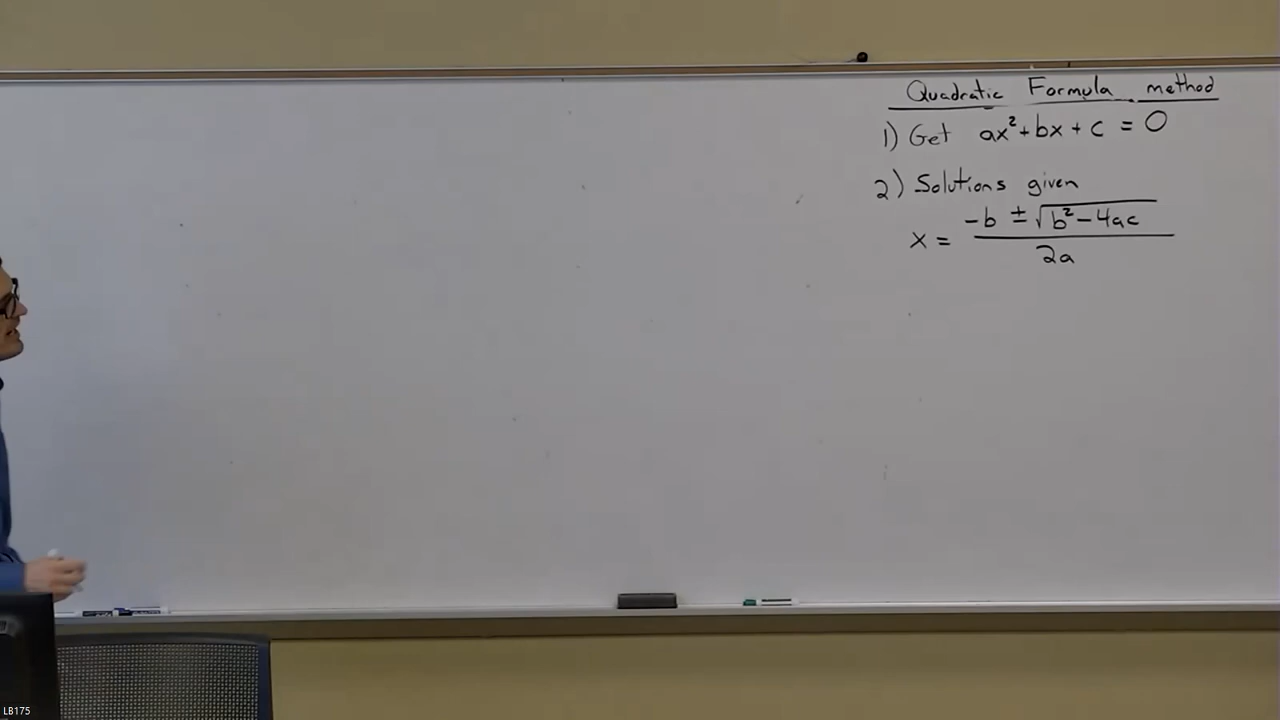 Quadratic Formula method
1) Get ax²+bx+c = 0
2) Solutions given
x = -b ± √b²-4ac / 2a
LB175